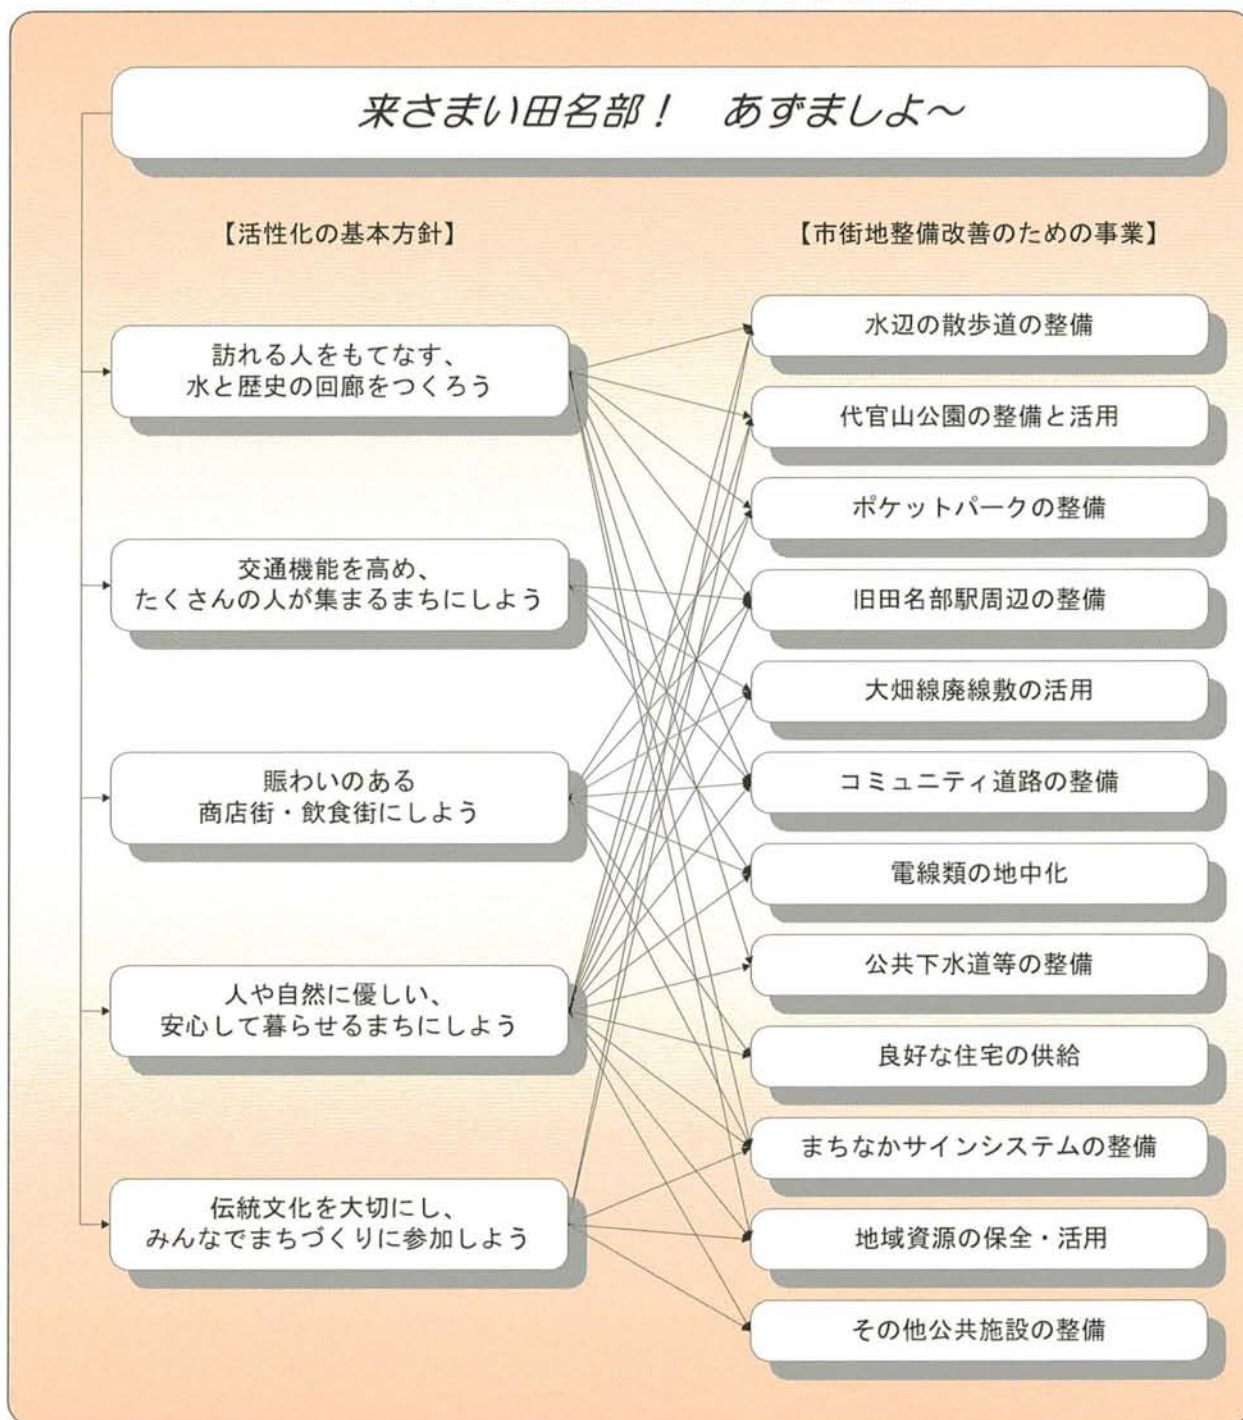 来さまい田名部！　あずましよ～
【活性化の基本方針】
訪れる人をもてなす、
水と歴史の回廊をつくろう
交通機能を高め、
たくさんの人が集まるまちにしよう
賑わいのある
商店街・飲食街にしよう
人や自然に優しい、
安心して暮らせるまちにしよう
伝統文化を大切にし、
みんなでまちづくりに参加しよう
【市街地整備改善のための事業】
水辺の散歩道の整備
代官山公園の整備と活用
ポケットパークの整備
旧田名部駅周辺の整備
大畑線廃線敷の活用
コミュニティ道路の整備
電線類の地中化
公共下水道等の整備
良好な住宅の供給
まちなかサインシステムの整備
地域資源の保全・活用
その他公共施設の整備